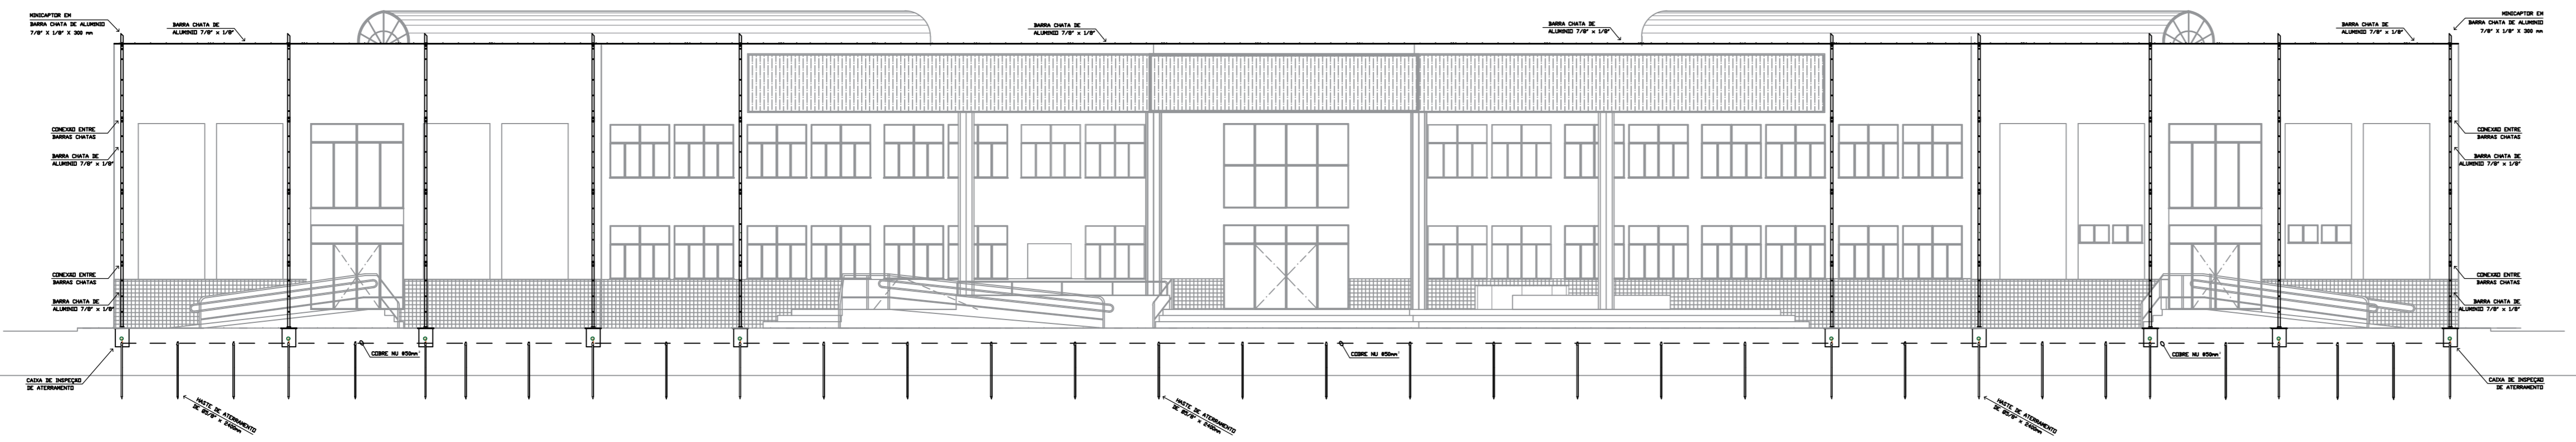 MINICAPTOR EM
BARRA CHATA DE ALUMINIO
7/8" X 1/8" X 300 mm
BARRA CHATA DE
ALUMINIO 7/8" x 1/8"
BARRA CHATA DE
ALUMINIO 7/8" x 1/8"
BARRA CHATA DE
ALUMINIO 7/8" x 1/8"
BARRA CHATA DE
ALUMINIO 7/8" x 1/8"
MINICAPTOR EM
BARRA CHATA DE ALUMINIO
7/8" X 1/8" X 300 mm
CONEXÃO ENTRE
BARRAS CHATAS
BARRA CHATA DE
ALUMINIO 7/8" x 1/8"
CONEXÃO ENTRE
BARRAS CHATAS
BARRA CHATA DE
ALUMINIO 7/8" x 1/8"
CONEXÃO ENTRE
BARRAS CHATAS
BARRA CHATA DE
ALUMINIO 7/8" x 1/8"
CONEXÃO ENTRE
BARRAS CHATAS
BARRA CHATA DE
ALUMINIO 7/8" x 1/8"
COBRE NU #50mm²
COBRE NU #50mm²
COBRE NU #50mm²
CAIXA DE INSPEÇÃO
DE ATERRAMENTO
CAIXA DE INSPEÇÃO
DE ATERRAMENTO
HASTE DE ATERRAMENTO
DE Ø5/8" x 2400mm
HASTE DE ATERRAMENTO
DE Ø5/8" x 2400mm
HASTE DE ATERRAMENTO
DE Ø5/8" x 2400mm